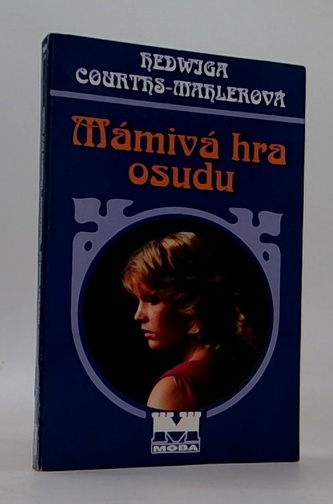 HEDWIGA
COURTHS-MAHLEROVÁ
Mámivá hra
osudu
MOBA